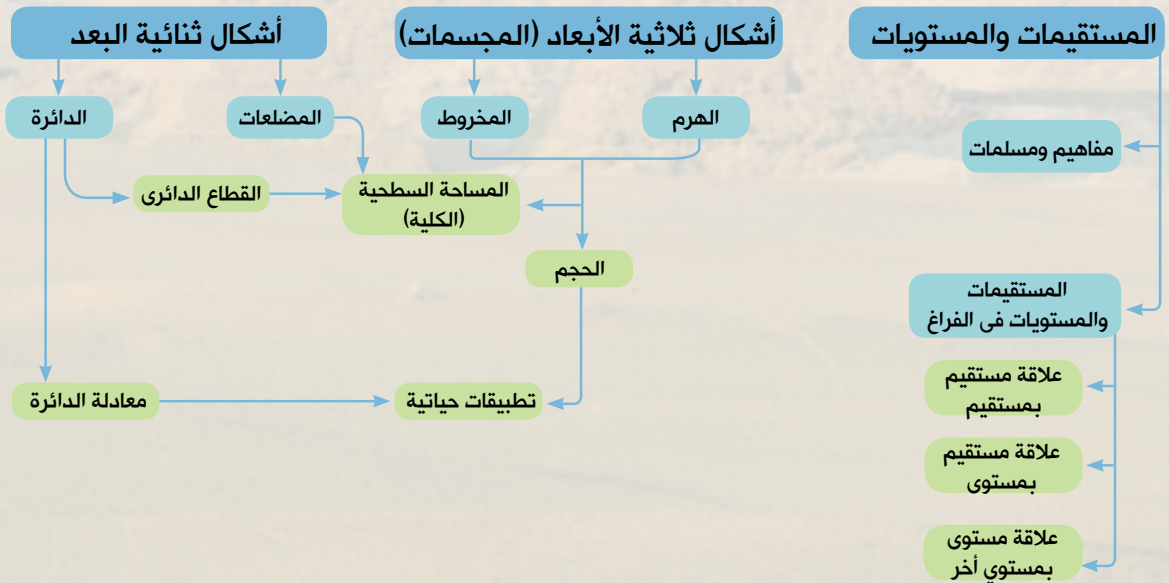 المستقيمات والمستويات
أشكال ثلاثية الأبعاد (المجسمات)
أشكال ثنائية البعد
مفاهيم ومسلمات
الهرم
المخروط
المضلعات
الدائرة
المساحة السطحية
(الكلية)
القطاع الدائرى
الحجم
المستقيمات
والمستويات فى الفراغ
علاقة مستقيم
بمستقيم
تطبيقات حياتية
معادلة الدائرة
علاقة مستقيم
بمستوى
علاقة مستوى
بمستوي أخر